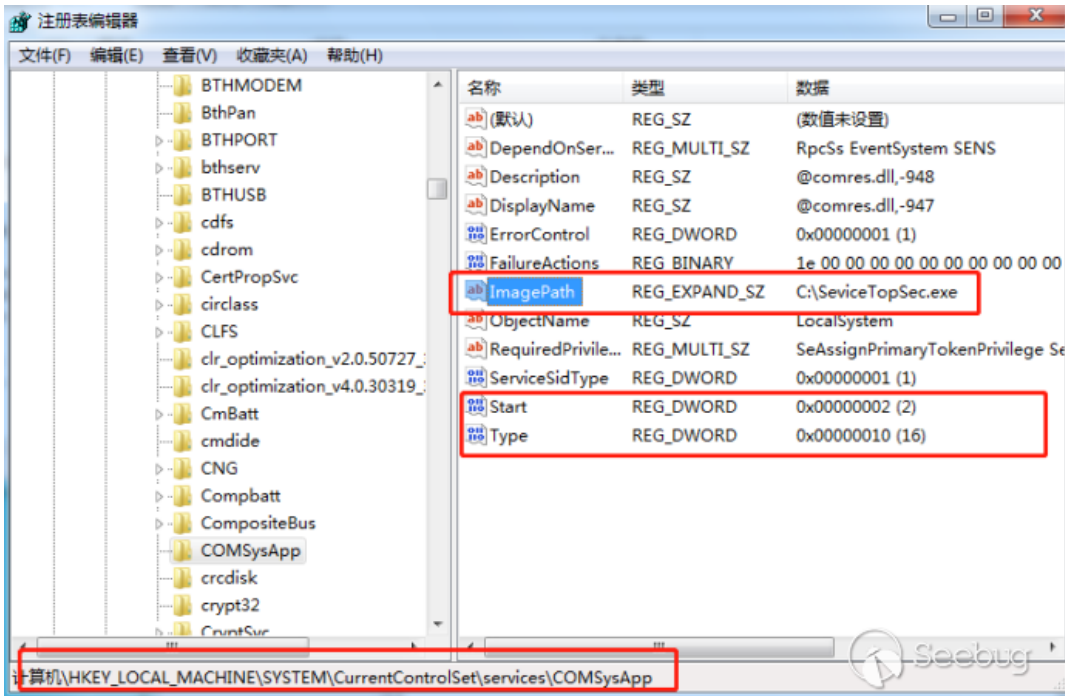 注册表编辑器
文件(F) 编辑(E) 查看(V) 收藏夹(A) 帮助(H)
BTHMODEM
BthPan
BTHPORT
bthserv
BTHUSB
cdfs
cdrom
CertPropSvc
circlass
CLFS
clr_optimization_v2.0.50727_
clr_optimization_v4.0.30319_
CmBatt
cmdide
CNG
Compbatt
CompositeBus
COMSysApp
crcdisk
crypt32
CryptSvc
名称 类型 数据
(默认) REG_SZ (数值未设置)
DependOnSer... REG_MULTI_SZ RpcSs EventSystem SENS
Description REG_SZ @comres.dll,-948
DisplayName REG_SZ @comres.dll,-947
ErrorControl REG_DWORD 0x00000001 (1)
FailureActions REG_BINARY 1e 00 00 00 00 00 00 00 00 00 00
ImagePath REG_EXPAND_SZ C:\SeviceTopSec.exe
ObjectName REG_SZ LocalSystem
RequiredPrivile... REG_MULTI_SZ SeAssignPrimaryTokenPrivilege Se
ServiceSidType REG_DWORD 0x00000001 (1)
Start REG_DWORD 0x00000002 (2)
Type REG_DWORD 0x00000010 (16)
计算机\HKEY_LOCAL_MACHINE\SYSTEM\CurrentControlSet\services\COMSysApp
Seebug